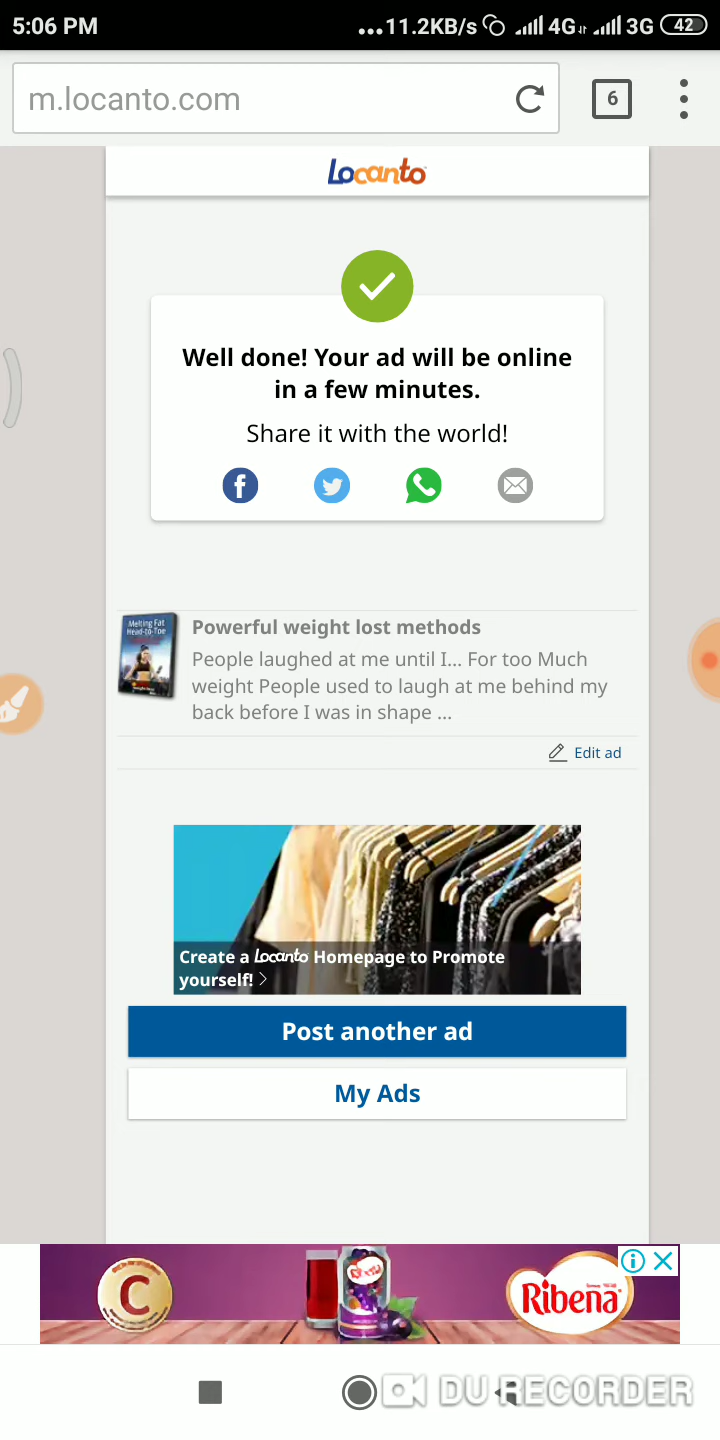 5:06 PM
...11.2KB/s 4G 3G 42
m.locanto.com
6
Locanto
Well done! Your ad will be online
in a few minutes.
Share it with the world!
Melting Fat
Head-to-Toe
Powerful weight lost methods
People laughed at me until I... For too Much
weight People used to laugh at me behind my
back before I was in shape ...
Edit ad
Create a Locanto Homepage to Promote
yourself! >
Post another ad
My Ads
C
Ribena
DU RECORDER